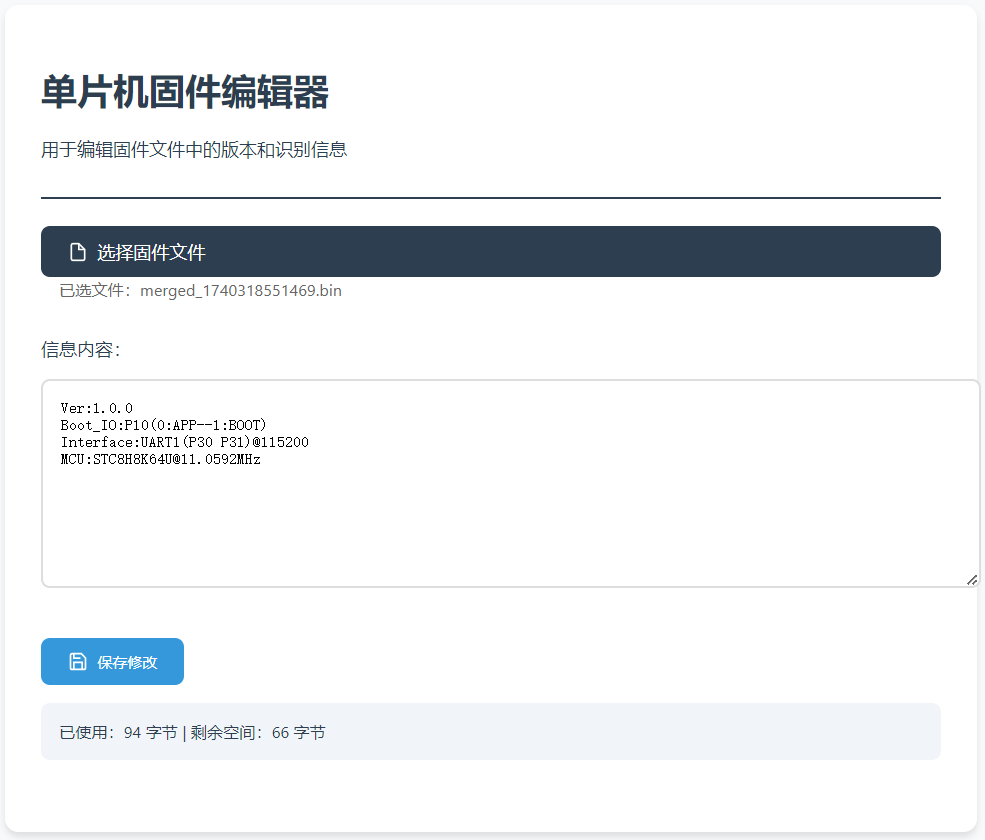 单片机固件编辑器
用于编辑固件文件中的版本和识别信息
选择固件文件
已选文件：merged_1740318551469.bin
信息内容：
Ver:1.0.0
Boot_IO:P10(0:APP--1:BOOT)
Interface:UART1(P30 P31)@115200
MCU:STC8H8K64U@11.0592MHz
保存修改
已使用：94 字节 | 剩余空间：66 字节